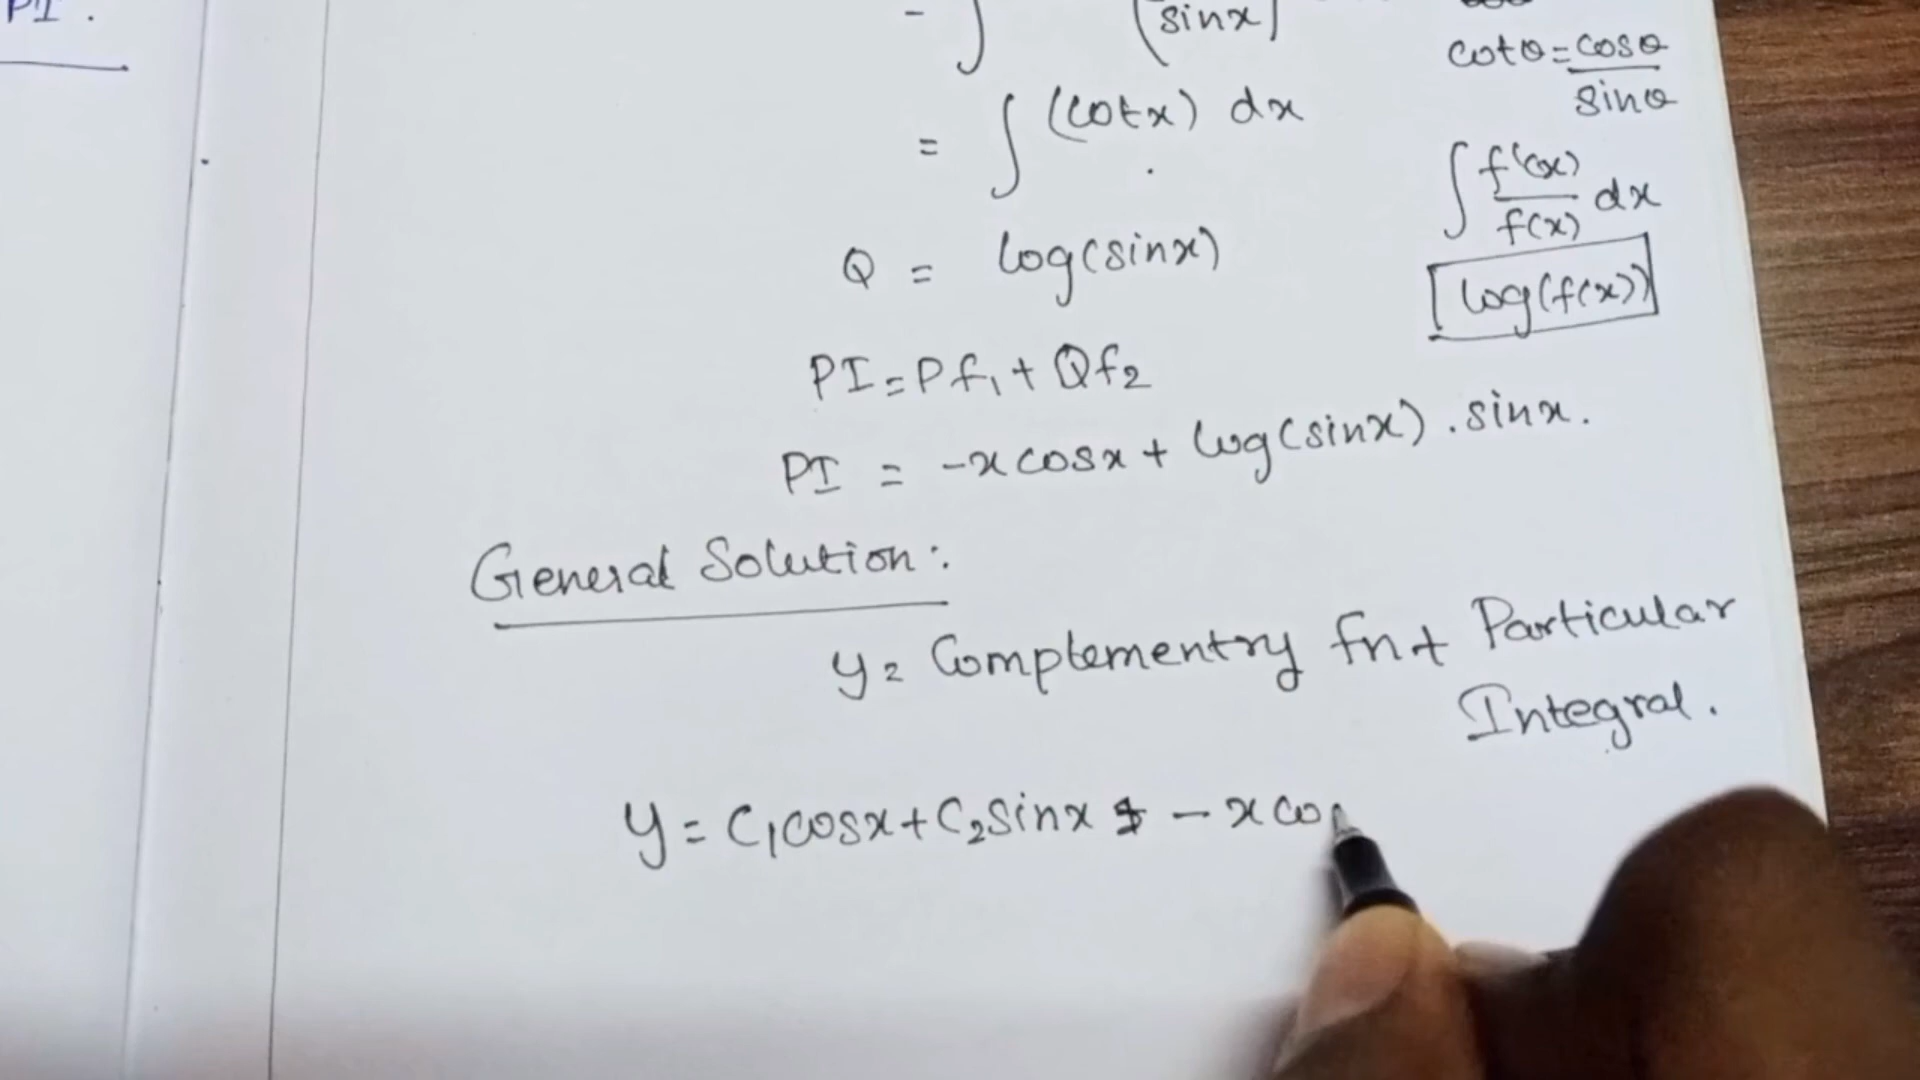 PI.
- ∫ (sinx)
= ∫ (cotx) dx
cotθ = cosθ/sinθ
∫ f'(x)/f(x) dx
log(f(x))
Q = log(sinx)
PI = Pf₁ + Qf₂
PI = -x cosx + log(sinx) . sinx.
General Solution :
y = Complementry fn + Particular
Integral.
y = C₁cosx + C₂sinx - x co